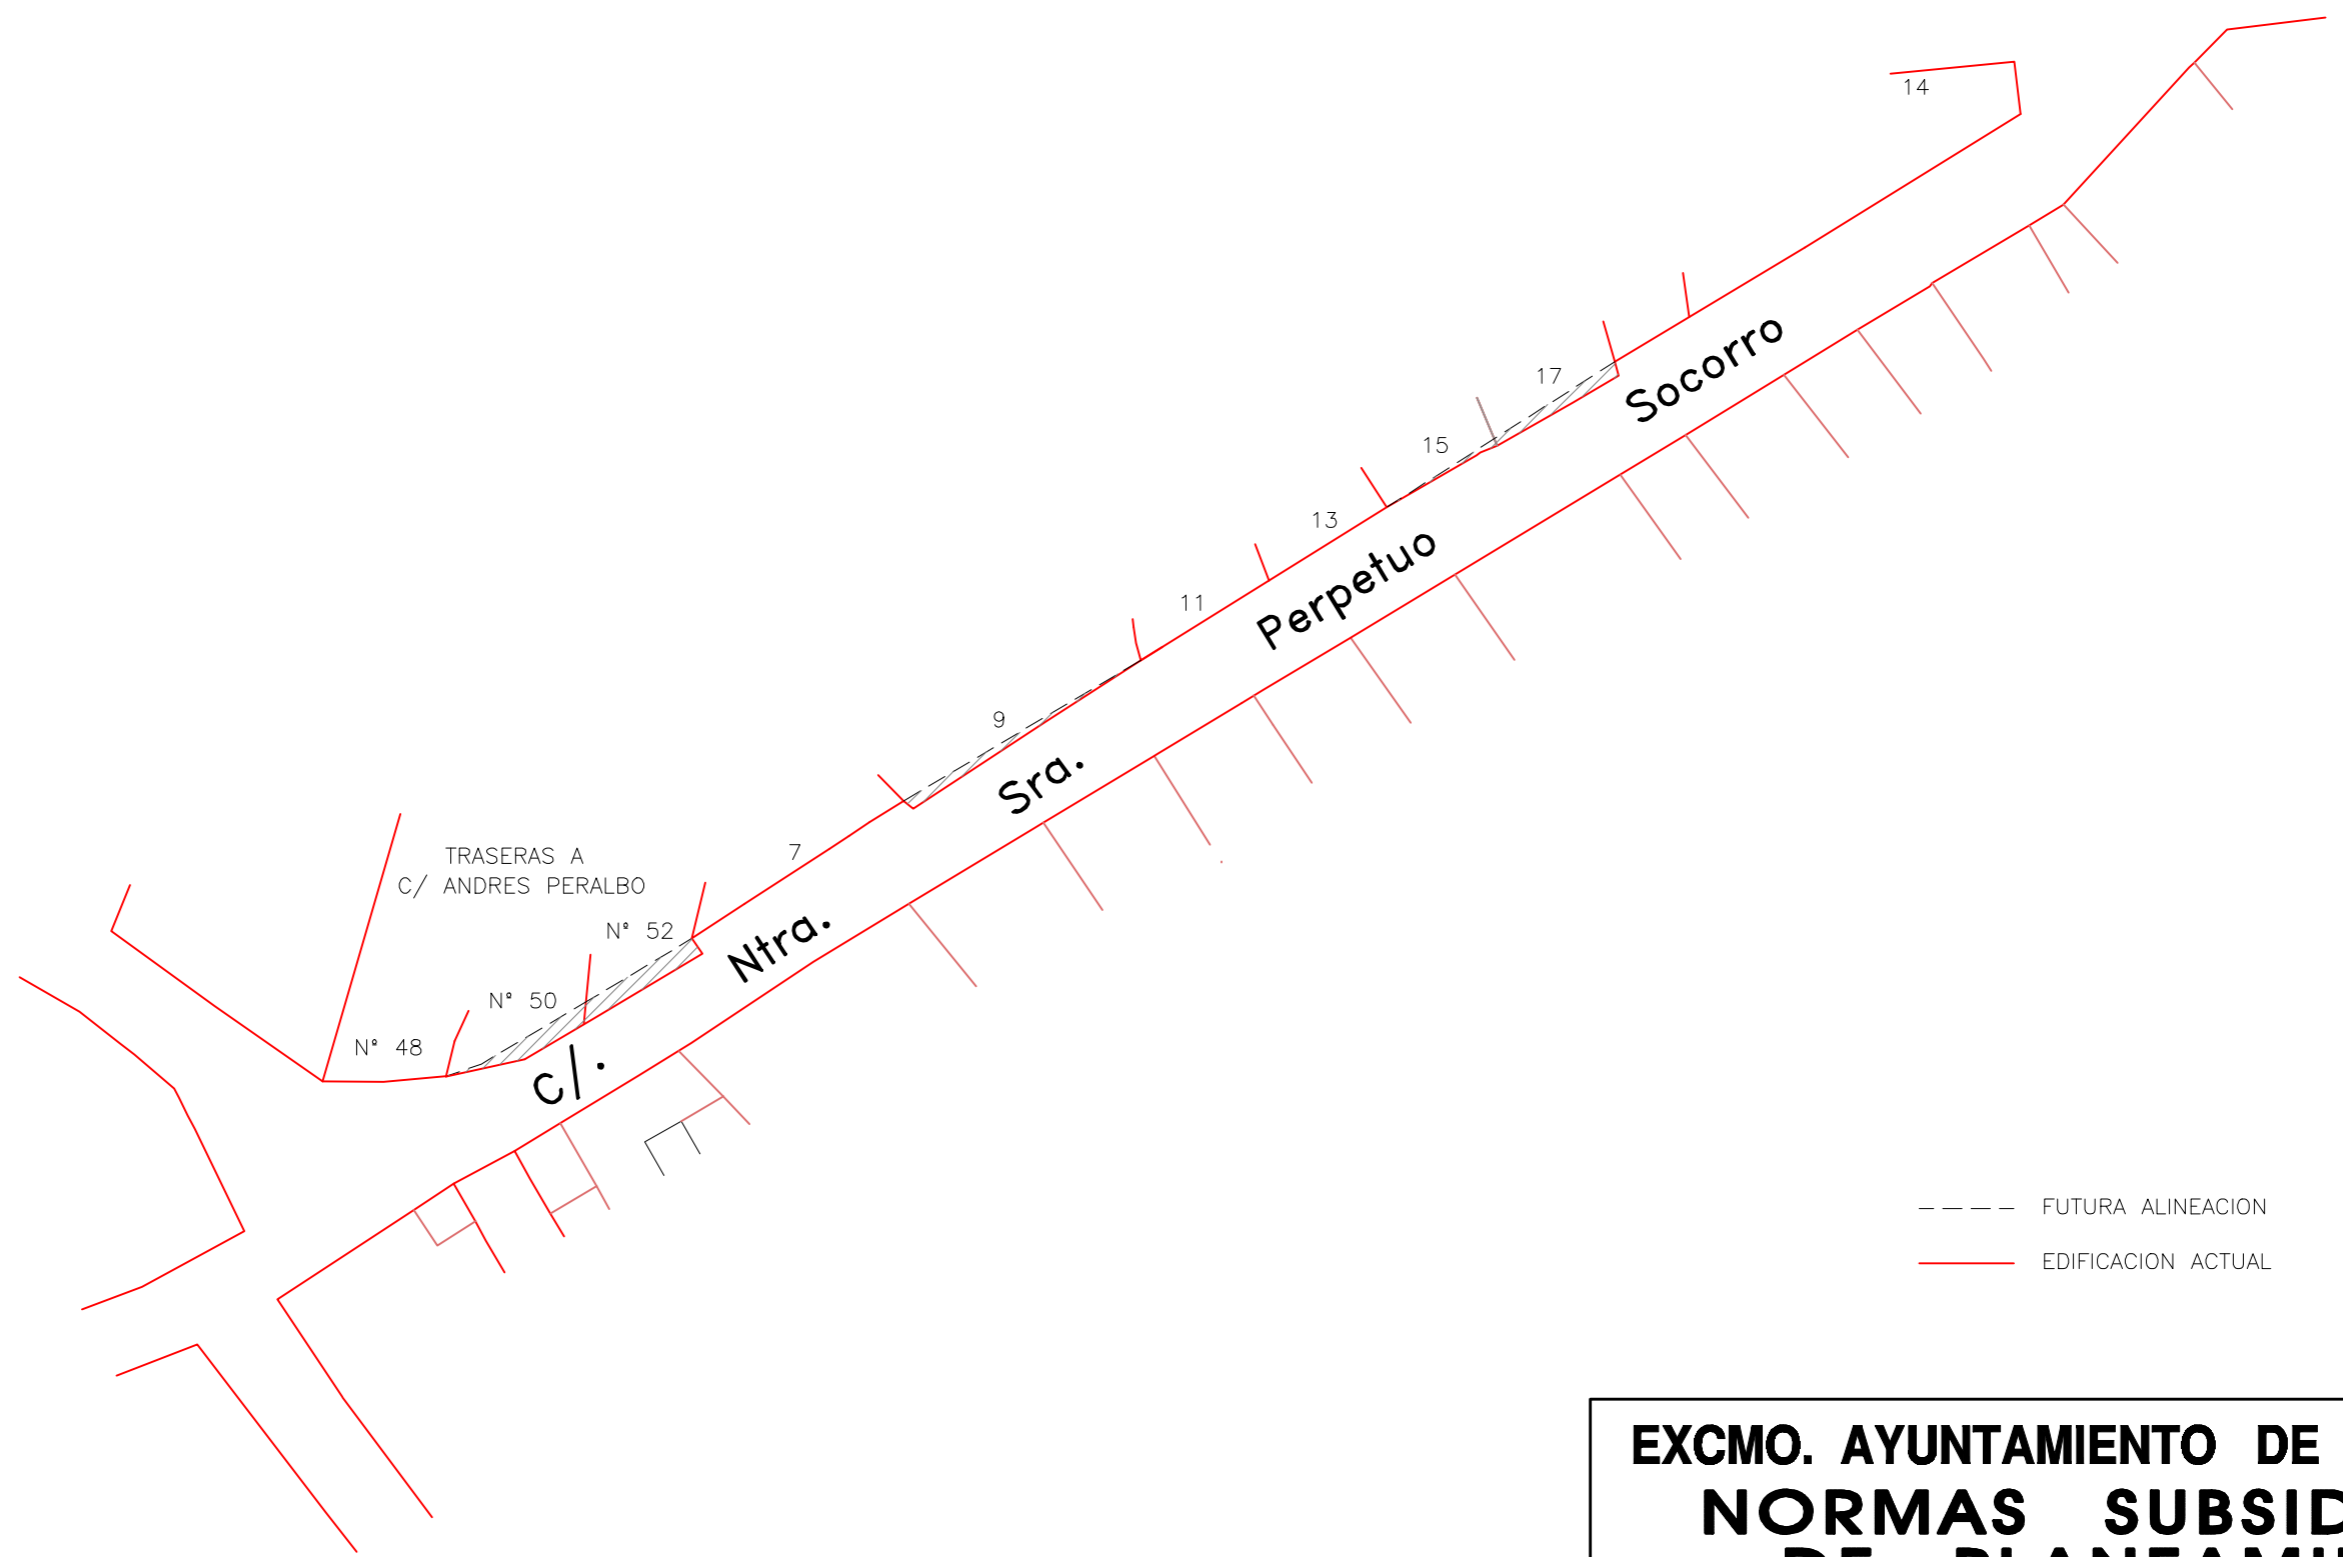 14
17
15
13
11
9
7
TRASERAS A
C/ ANDRES PERALBO
Nº 52
Nº 50
Nº 48
C/. Ntra. Sra. Perpetuo Socorro
FUTURA ALINEACION
EDIFICACION ACTUAL
EXCMO. AYUNTAMIENTO DE
NORMAS
DE